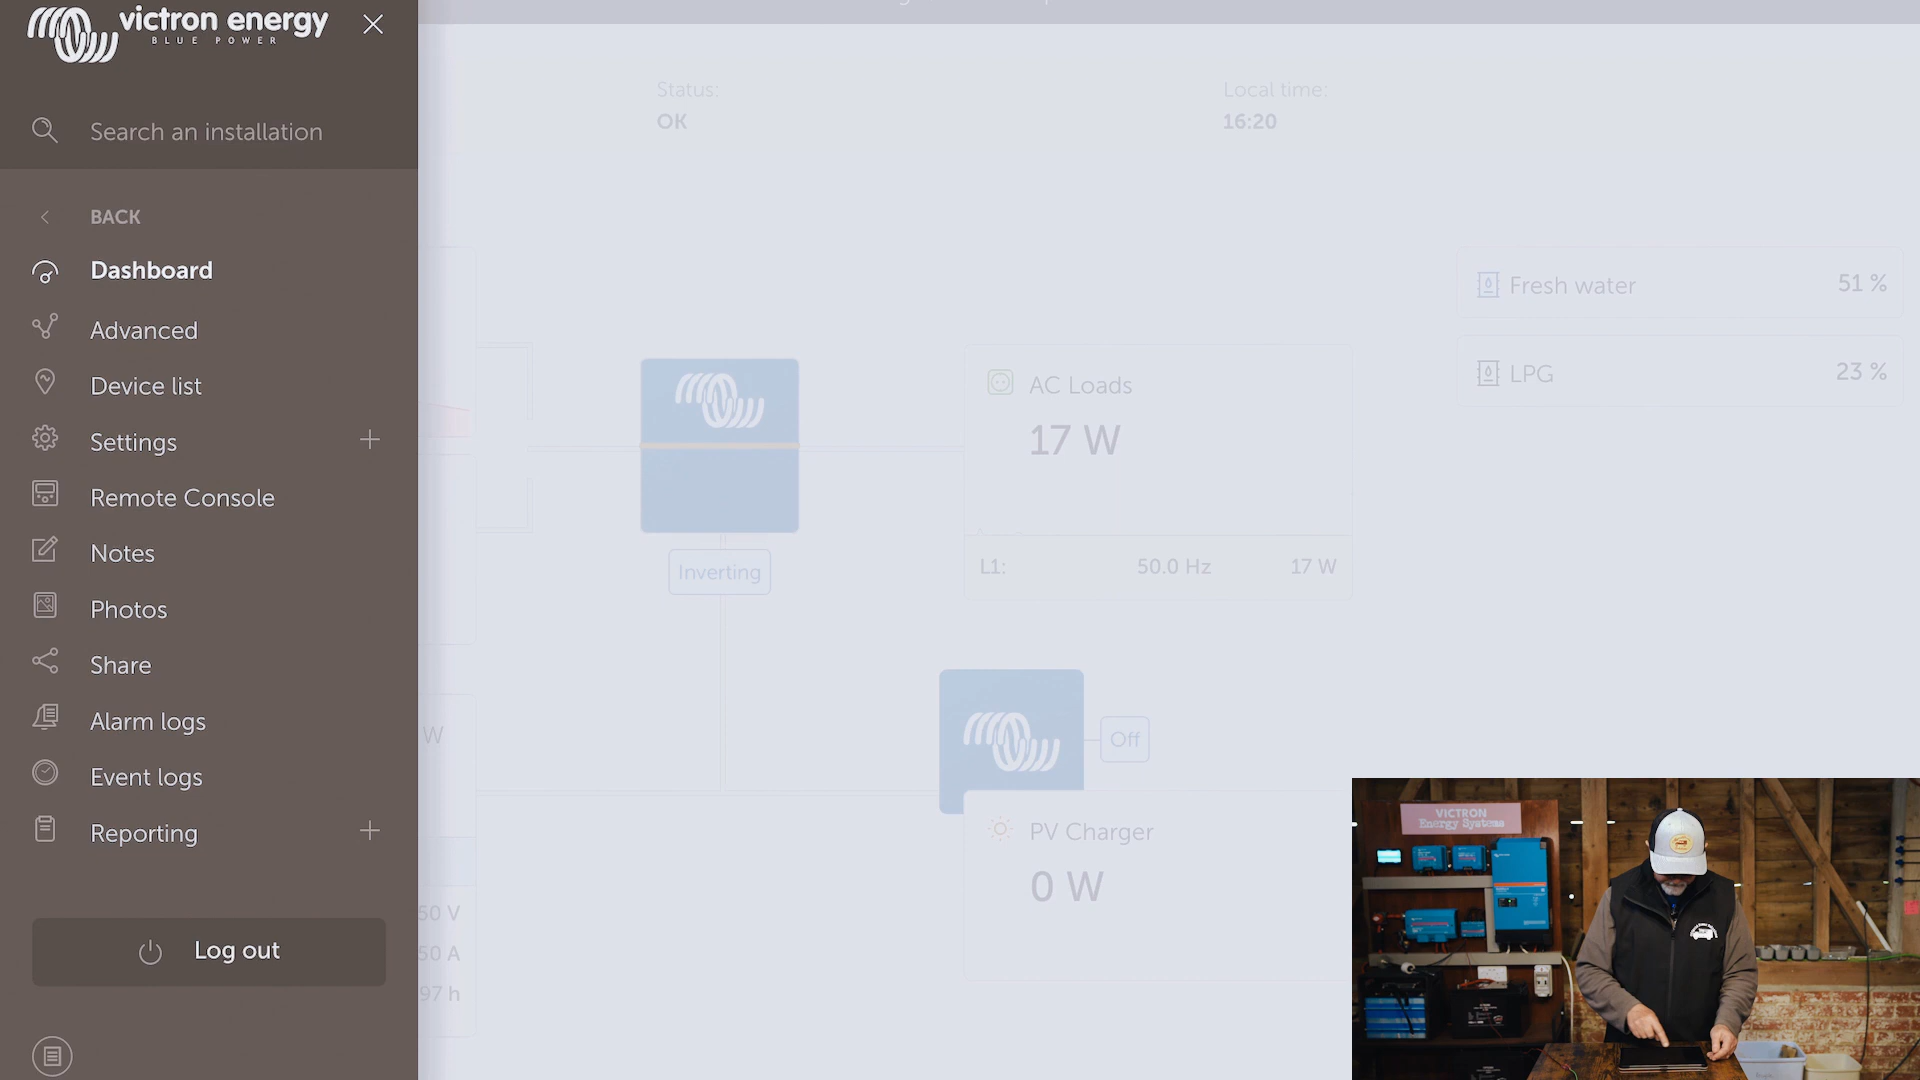 victron energy
BLUE POWER
Search an installation
BACK
Dashboard
Advanced
Device list
Settings
Remote Console
Notes
Photos
Share
Alarm logs
Event logs
Reporting
Log out
Status:
OK
Local time:
16:20
Fresh water 51 %
LPG 23 %
AC Loads
17 W
L1: 50.0 Hz 17 W
Inverting
W
Off
PV Charger
0 W
50 V
50 A
97 h
VICTRON
Energy Systems